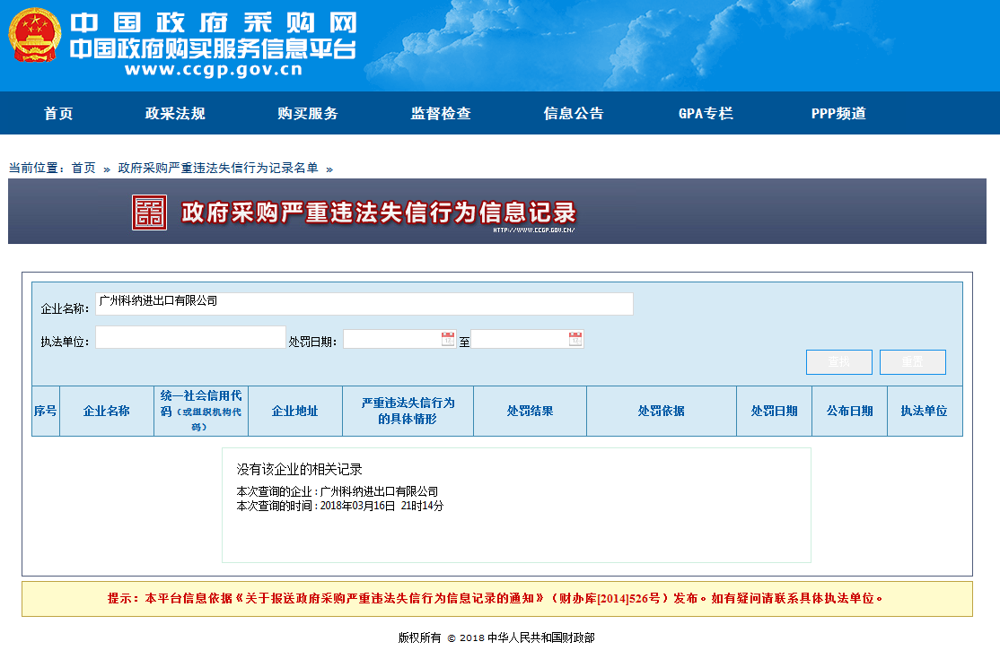 中国政府采购网
中国政府购买服务信息平台
www.ccgp.gov.cn
首页 政采法规 购买服务 监督检查 信息公告 GPA专栏 PPP频道
当前位置：首页 » 政府采购严重违法失信行为记录名单 »
政府采购严重违法失信行为信息记录
HTTP://WWW.CCGP.GOV.CN/
企业名称： 广州科纳进出口有限公司
执法单位： 处罚日期： 至
查找 重置
序号 企业名称 统一社会信用代码（或组织机构代码） 企业地址 严重违法失信行为的具体情形 处罚结果 处罚依据 处罚日期 公布日期 执法单位
没有该企业的相关记录
本次查询的企业 : 广州科纳进出口有限公司
本次查询的时间 : 2018年03月16日 21时14分
提示：本平台信息依据《关于报送政府采购严重违法失信行为信息记录的通知》（财办库[2014]526号）发布。如有疑问请联系具体执法单位。
版权所有 © 2018 中华人民共和国财政部